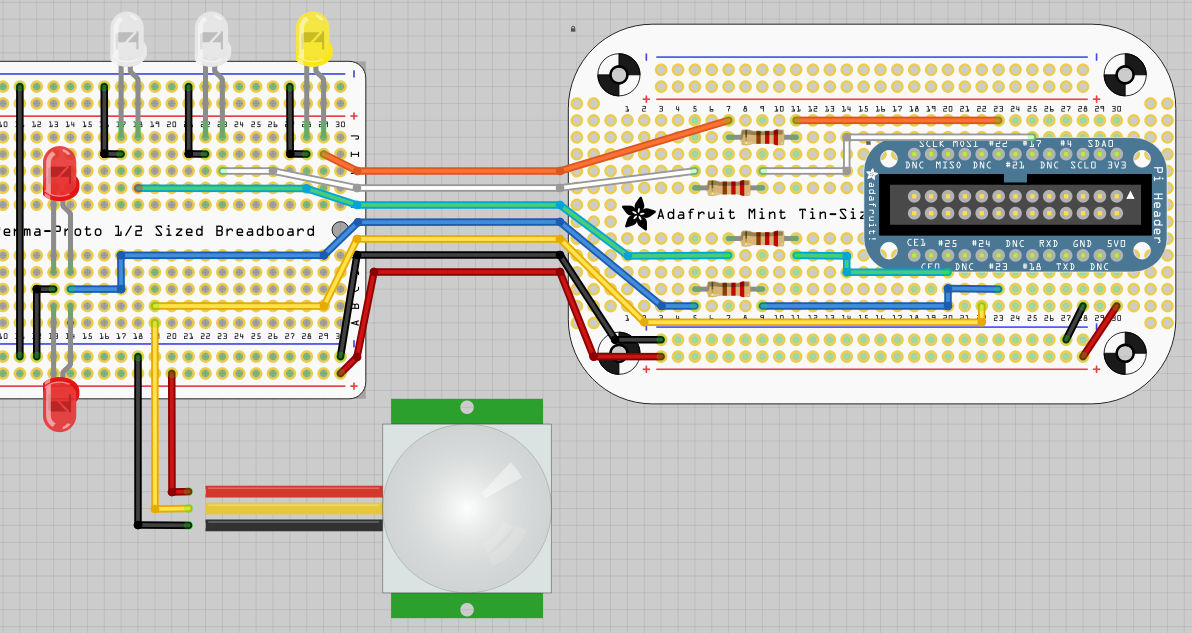 10 11 12 13 14 15 16 17 18 19 20 21 22 23 24 25 26 27 28 29 30
J
I
erma-Proto 1/2 Sized Breadboard
C
B
A
10 11 12 13 14 15 16 17 18 19 20 21 22 23 24 25 26 27 28 29
1 2 3 4 5 6 7 8 9 10 11 12 13 14 15 16 17 18 19 20 21 22 23 24 25 26 27 28 29 30
Adafruit Mint Tin-Siz
SCLK MOSI #22 #17 #4 SDA0
DNC MISO DNC #21 DNC SCL0 3V3
adafruit!
Pi Header
CE1 #25 #24 DNC RXD GND 5V0
CE0 DNC #23 #18 TXD DNC
1 2 3 4 5 6 7 8 9 10 11 12 13 14 15 16 17 18 19 20 21 23 24 25 26 27 28 29 30